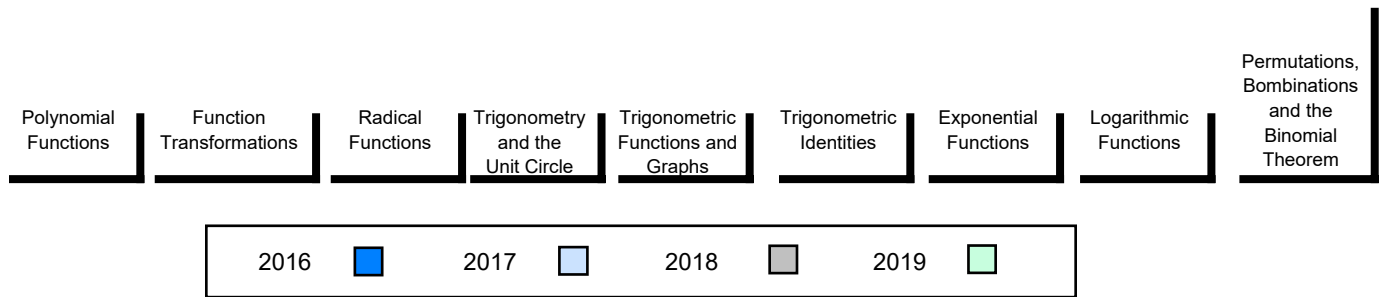 Polynomial
Functions
Function
Transformations
Radical
Functions
Trigonometry
and the
Unit Circle
Trigonometric
Functions and
Graphs
Trigonometric
Identities
Exponential
Functions
Logarithmic
Functions
Permutations,
Bombinations
and the
Binomial
Theorem
2016 2017 2018 2019